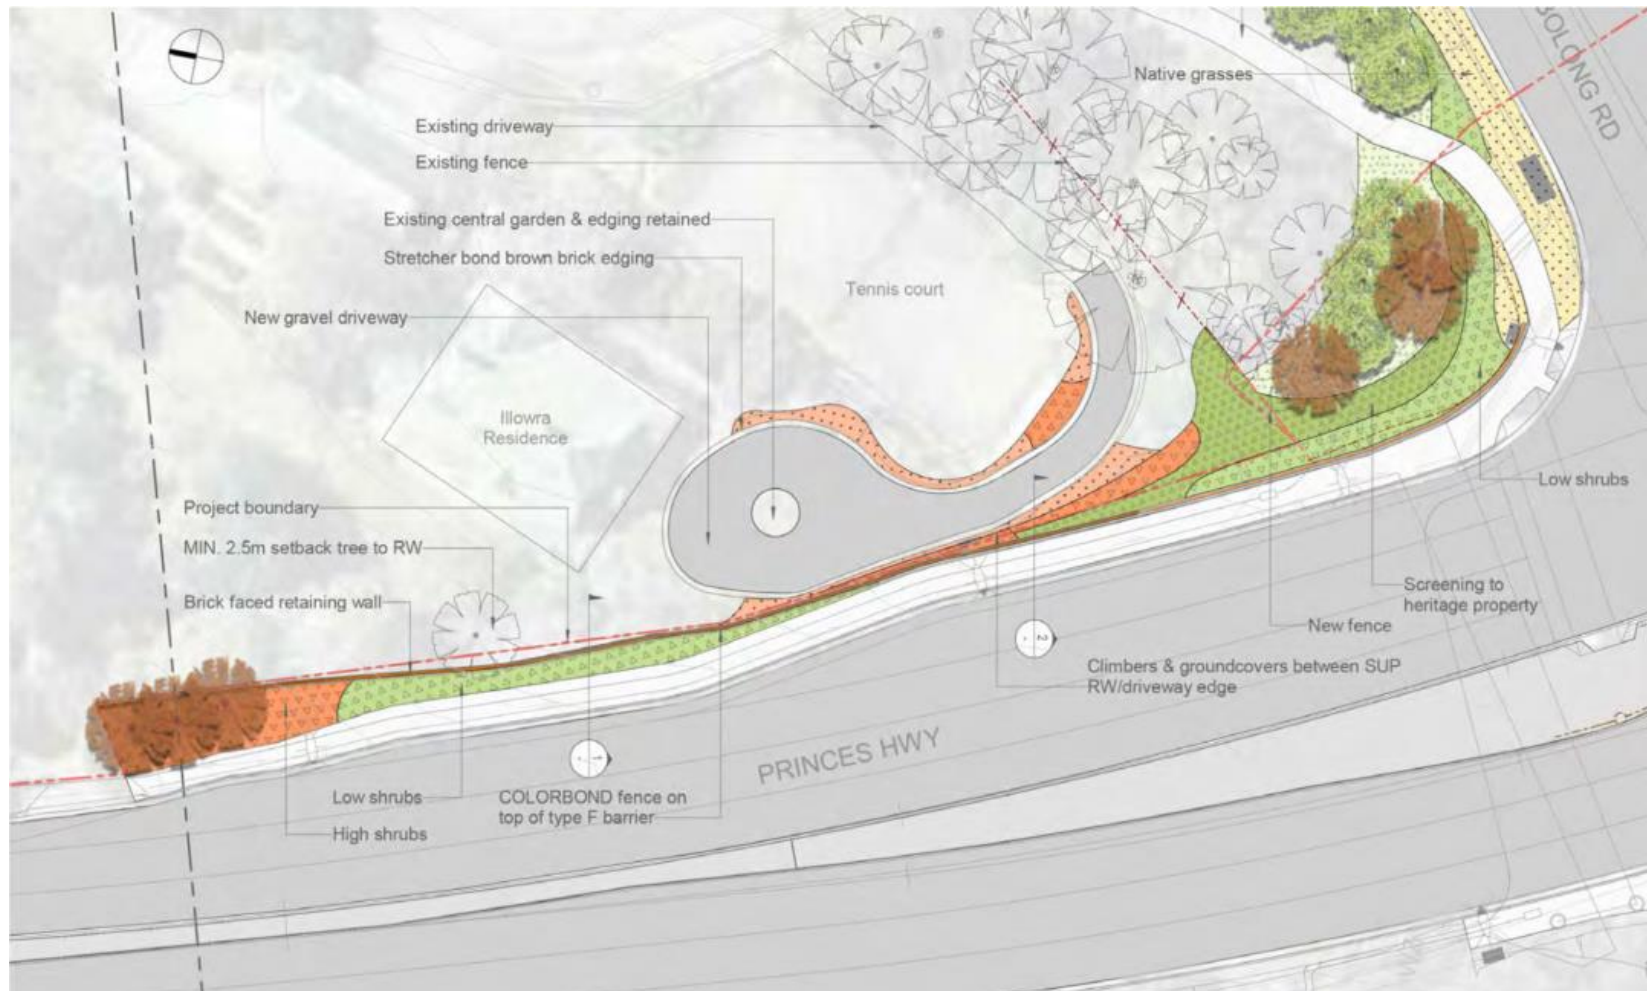 BOLONG RD
Native grasses
Existing driveway
Existing fence
Existing central garden & edging retained
Stretcher bond brown brick edging
Tennis court
New gravel driveway
Illowra
Residence
Low shrubs
Project boundary
MIN. 2.5m setback tree to RW
Brick faced retaining wall
Screening to
heritage property
New fence
2
Climbers & groundcovers between SUP
RW/driveway edge
1
PRINCES HWY
Low shrubs
COLORBOND fence on
top of type F barrier
High shrubs